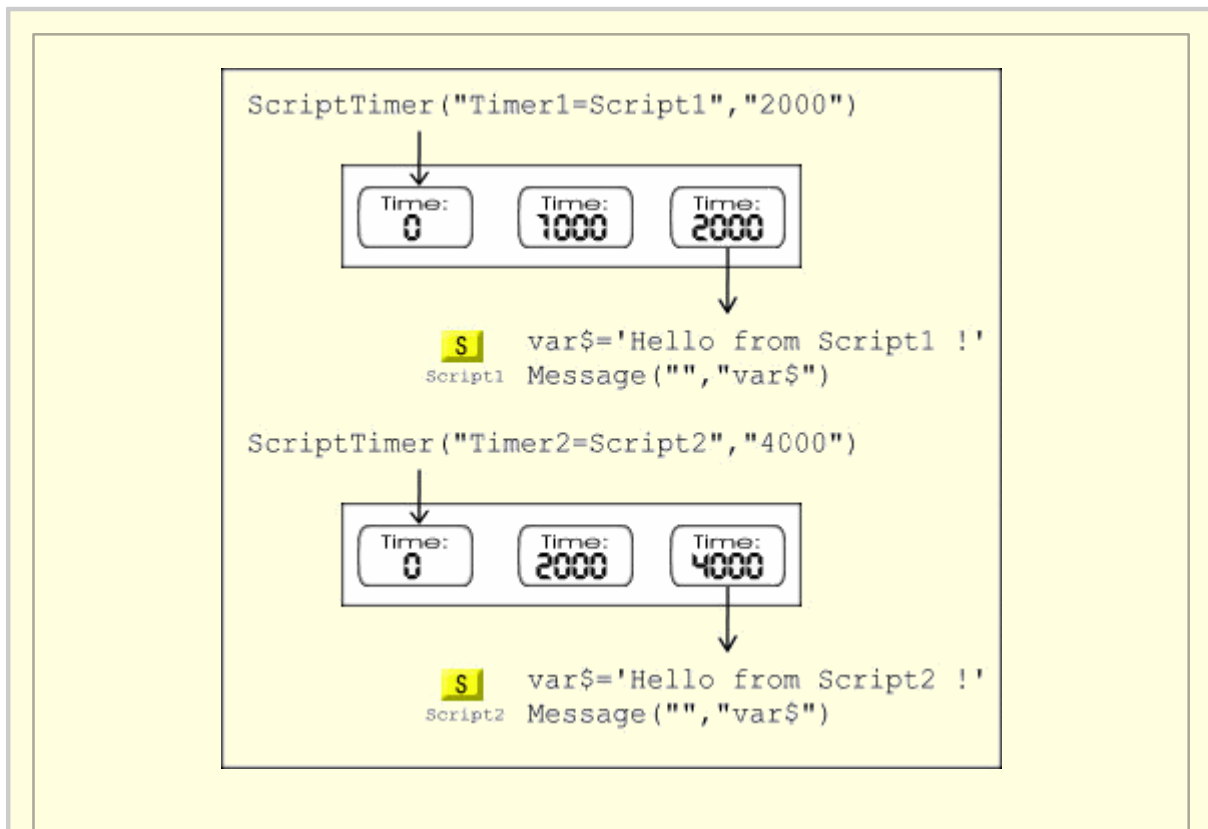 ScriptTimer("Timer1=Script1","2000")
Time: Time: Time:
0 1000 2000
S var$='Hello from Script1 !'
Script1 Message("","var$")
ScriptTimer("Timer2=Script2","4000")
Time: Time: Time:
0 2000 4000
S var$='Hello from Script2 !'
Script2 Message("","var$")